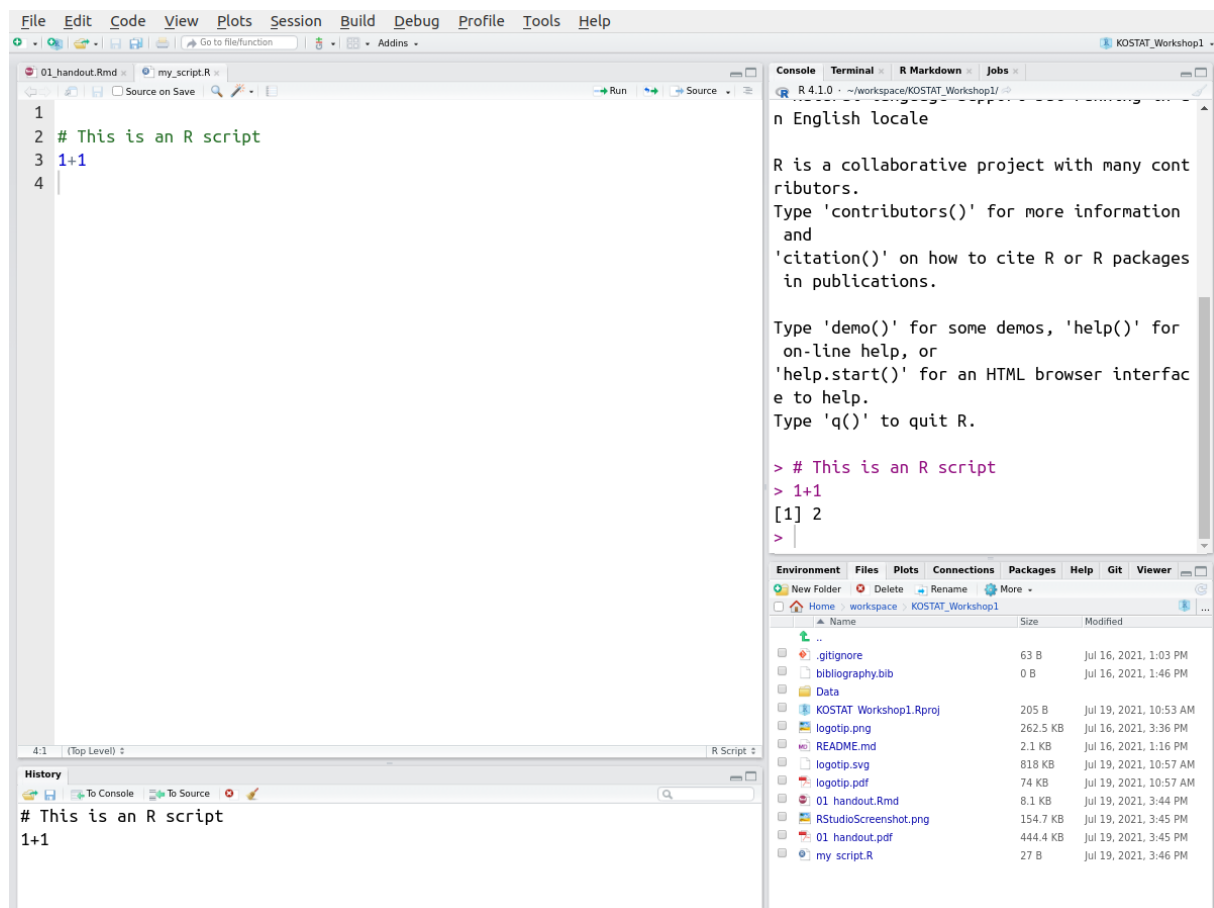 File Edit Code View Plots Session Build Debug Profile Tools Help
Go to file/function Addins KOSTAT_Workshop1
01_handout.Rmd my_script.R
Source on Save Run Source
1
2 # This is an R script
3 1+1
4
4:1 (Top Level) R Script
History
To Console To Source
# This is an R script
1+1
Console Terminal R Markdown Jobs
R 4.1.0 · ~/workspace/KOSTAT_Workshop1/
n English locale
R is a collaborative project with many cont
ributors.
Type 'contributors()' for more information
and
'citation()' on how to cite R or R packages
in publications.
Type 'demo()' for some demos, 'help()' for
on-line help, or
'help.start()' for an HTML browser interfac
e to help.
Type 'q()' to quit R.
> # This is an R script
> 1+1
[1] 2
>
Environment Files Plots Connections Packages Help Git Viewer
New Folder Delete Rename More
Home workspace KOSTAT_Workshop1 ...
Name Size Modified
..
.gitignore 63 B Jul 16, 2021, 1:03 PM
bibliography.bib 0 B Jul 16, 2021, 1:46 PM
Data
KOSTAT_Workshop1.Rproj 205 B Jul 19, 2021, 10:53 AM
logotip.png 262.5 KB Jul 16, 2021, 3:36 PM
README.md 2.1 KB Jul 16, 2021, 1:16 PM
logotip.svg 818 KB Jul 19, 2021, 10:57 AM
logotip.pdf 74 KB Jul 19, 2021, 10:57 AM
01_handout.Rmd 8.1 KB Jul 19, 2021, 3:44 PM
RStudioScreenshot.png 154.7 KB Jul 19, 2021, 3:45 PM
01_handout.pdf 444.4 KB Jul 19, 2021, 3:45 PM
my_script.R 27 B Jul 19, 2021, 3:46 PM